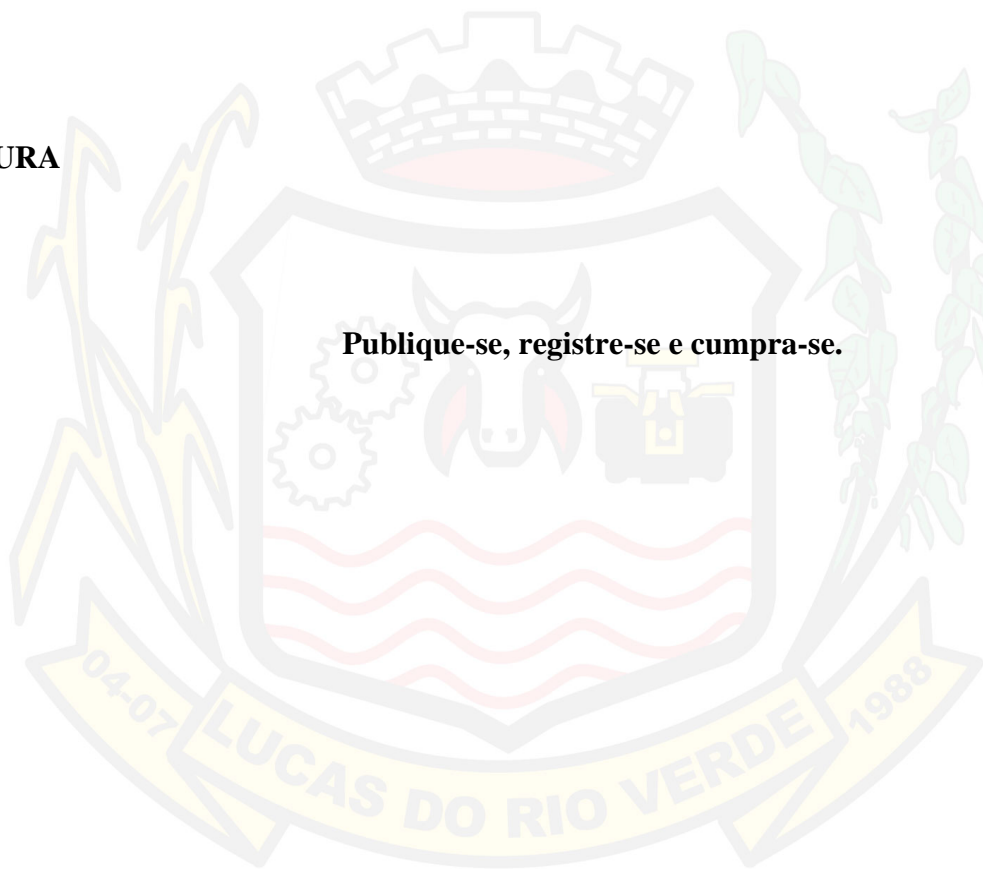 URA
Publique-se, registre-se e cumpra-se.
04-07 LUCAS DO RIO VERDE 1988